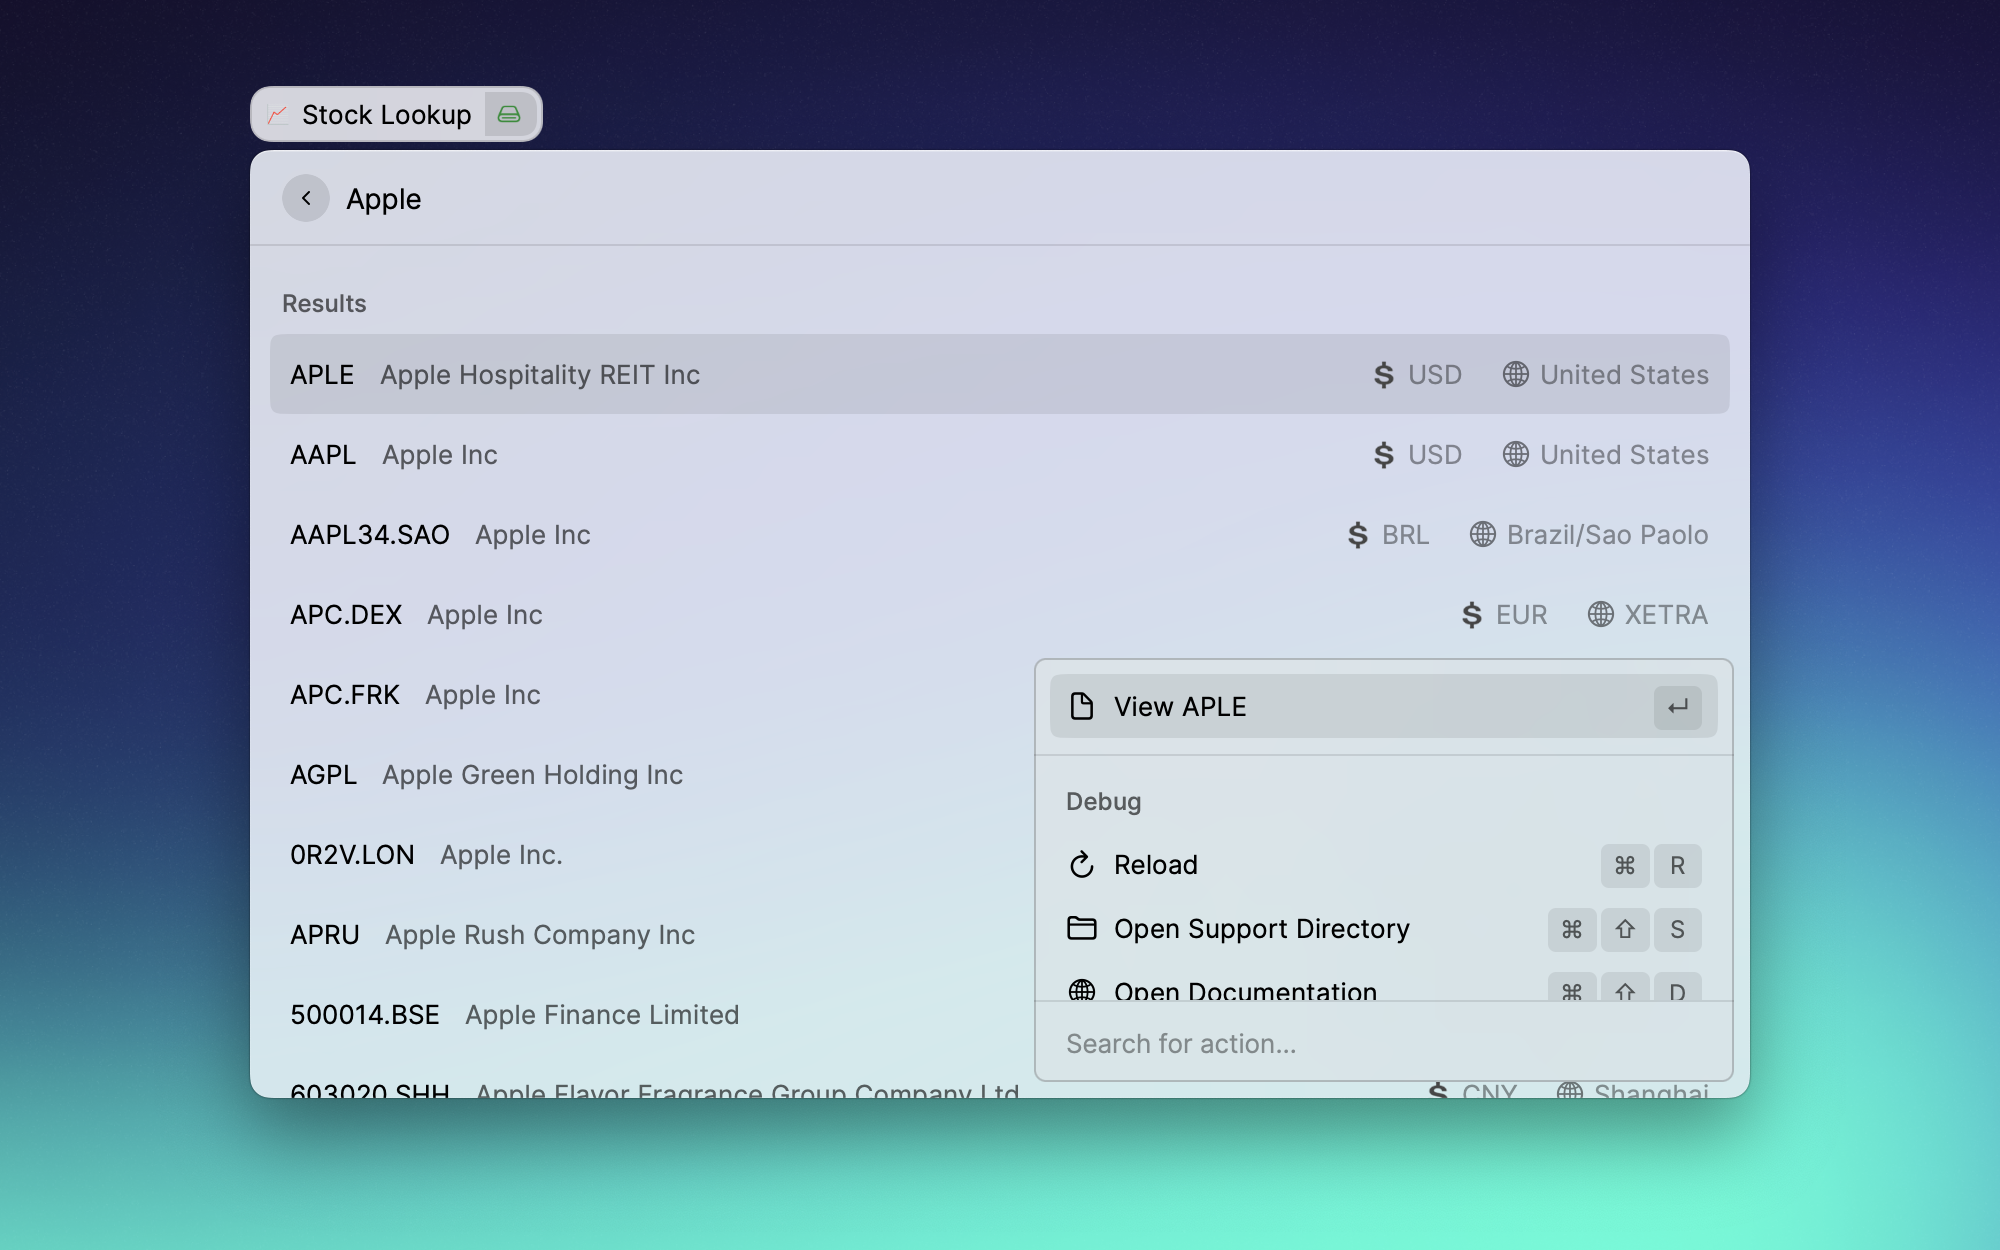 Stock Lookup
Apple
Results
APLE Apple Hospitality REIT Inc $ USD United States
AAPL Apple Inc $ USD United States
AAPL34.SAO Apple Inc $ BRL Brazil/Sao Paolo
APC.DEX Apple Inc $ EUR XETRA
APC.FRK Apple Inc
AGPL Apple Green Holding Inc
0R2V.LON Apple Inc.
APRU Apple Rush Company Inc
500014.BSE Apple Finance Limited
603020.SHH Apple Flavor Fragrance Group Company Ltd $ CNY Shanghai
View APLE ↵
Debug
Reload ⌘ R
Open Support Directory ⌘ ⇧ S
Open Documentation ⌘ ⇧ D
Search for action...